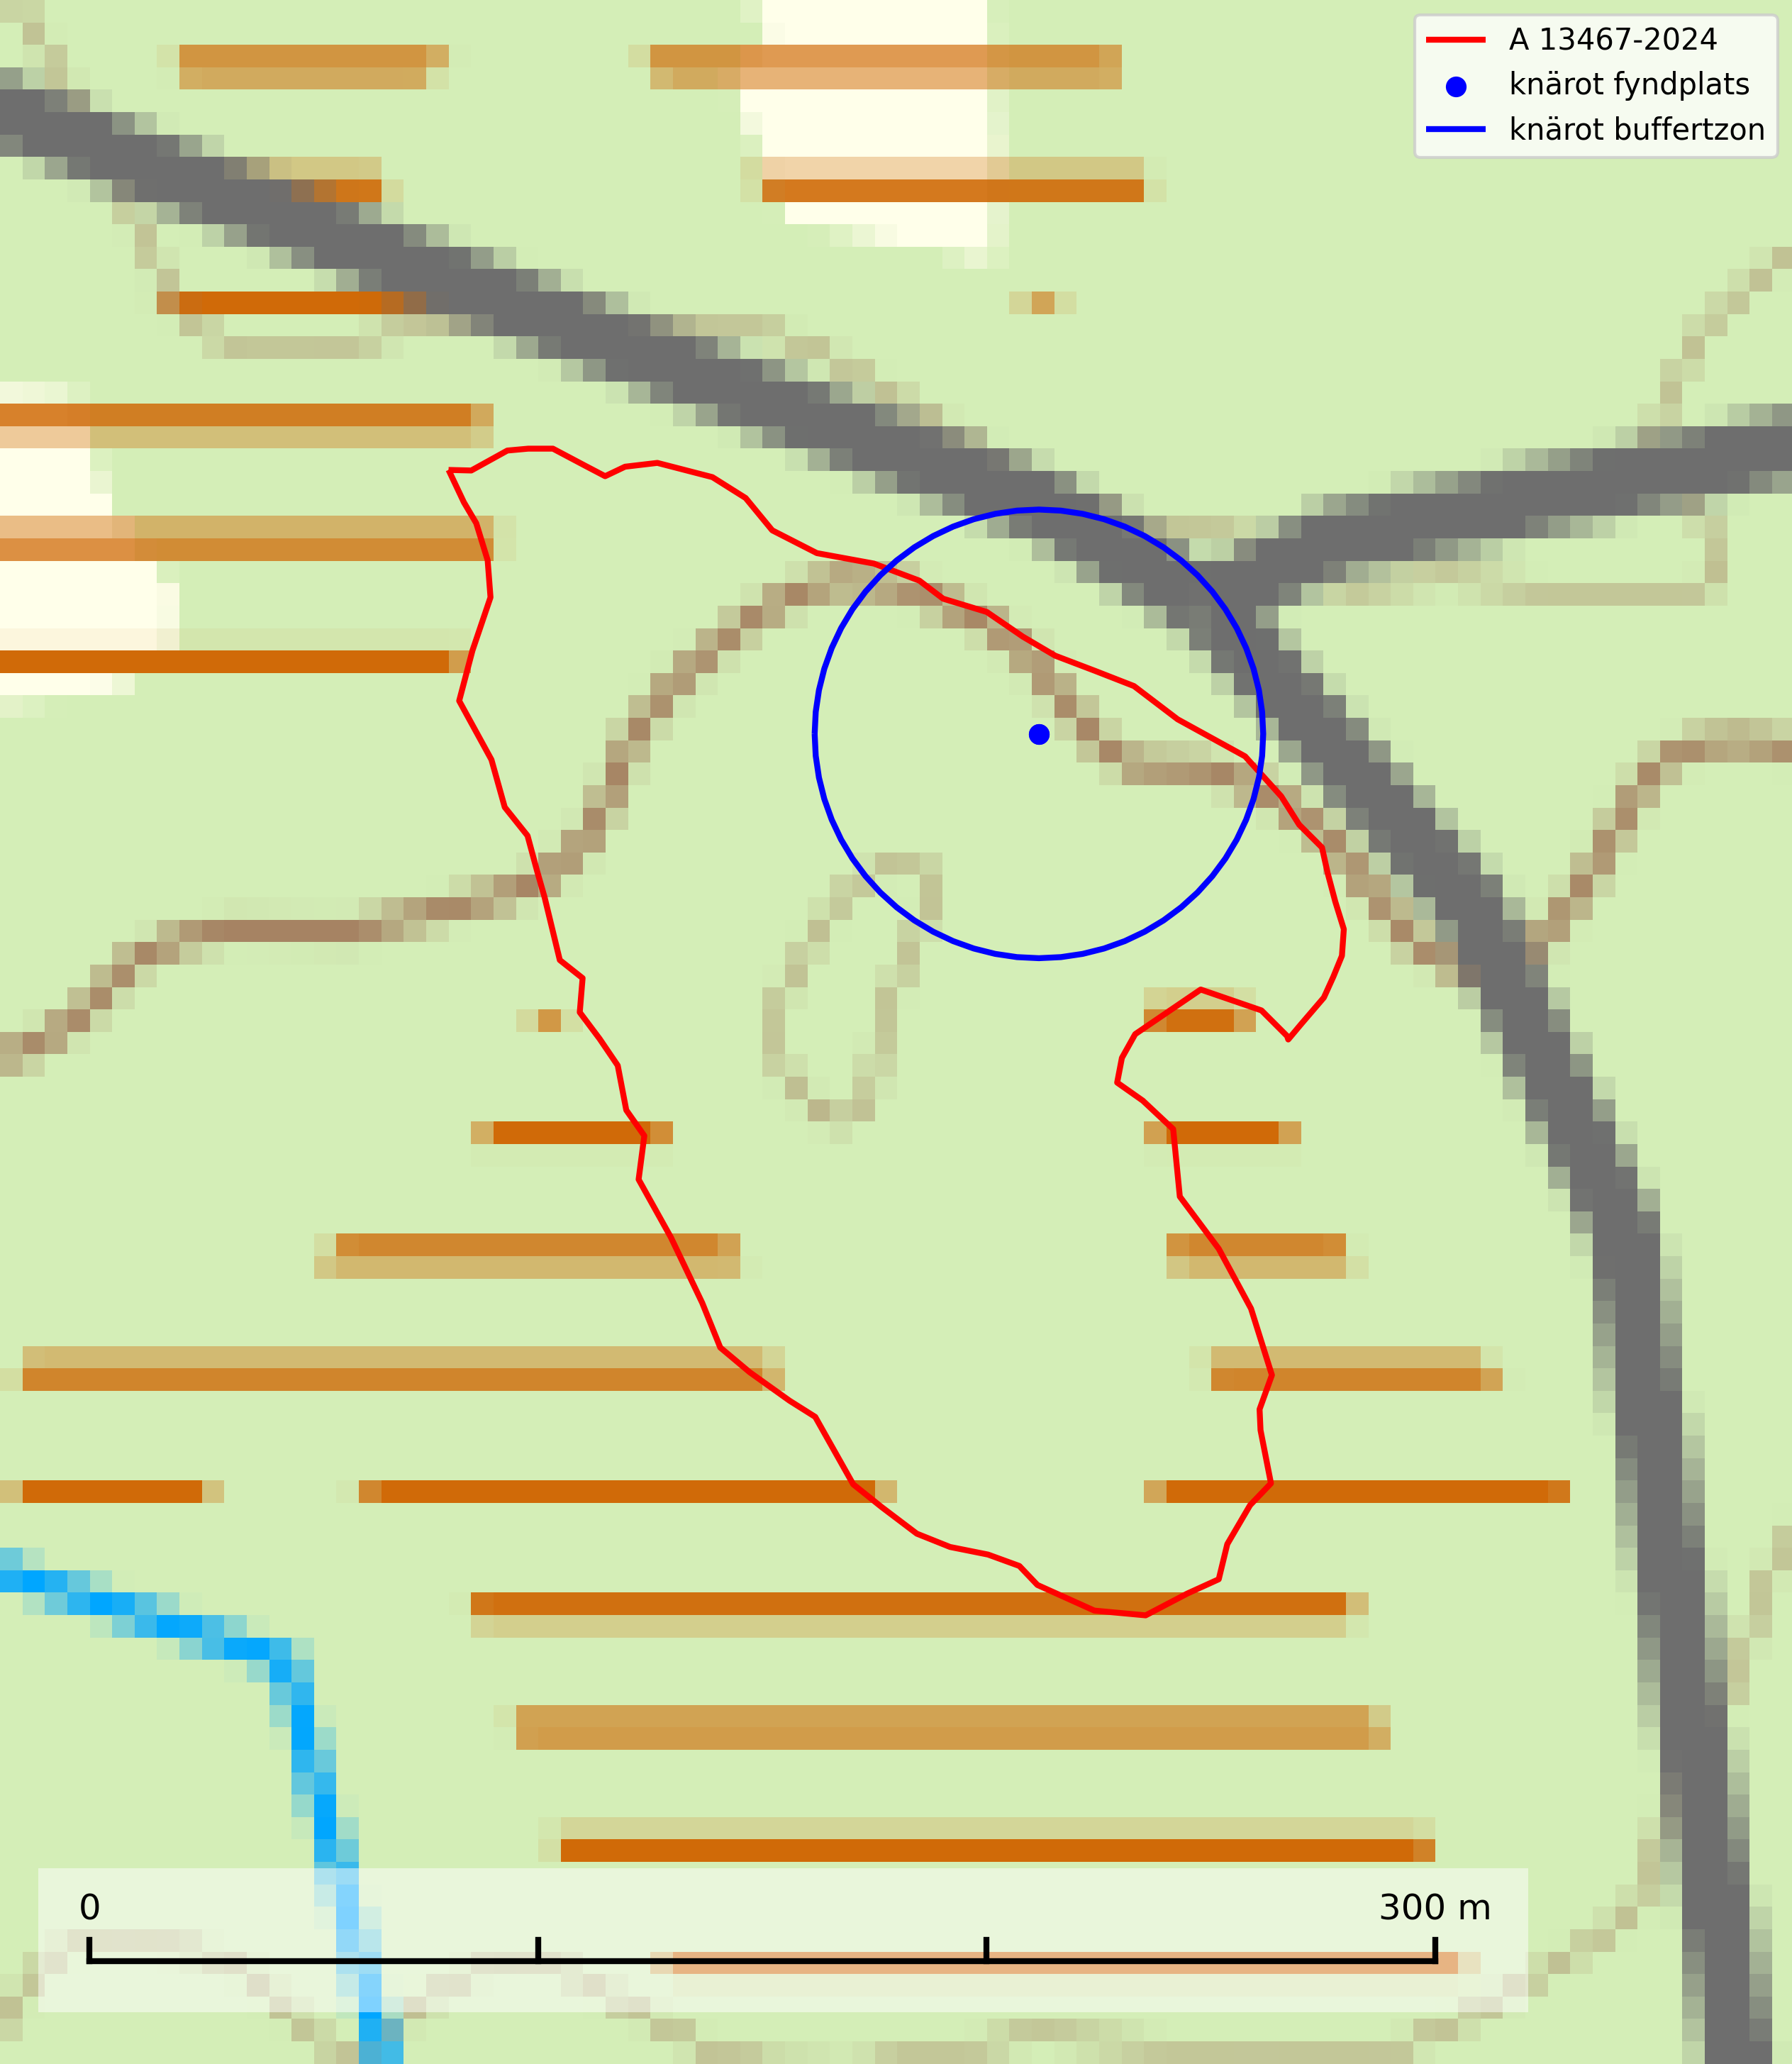 A 13467-2024
knärot fyndplats
knärot buffertzon
0
300 m